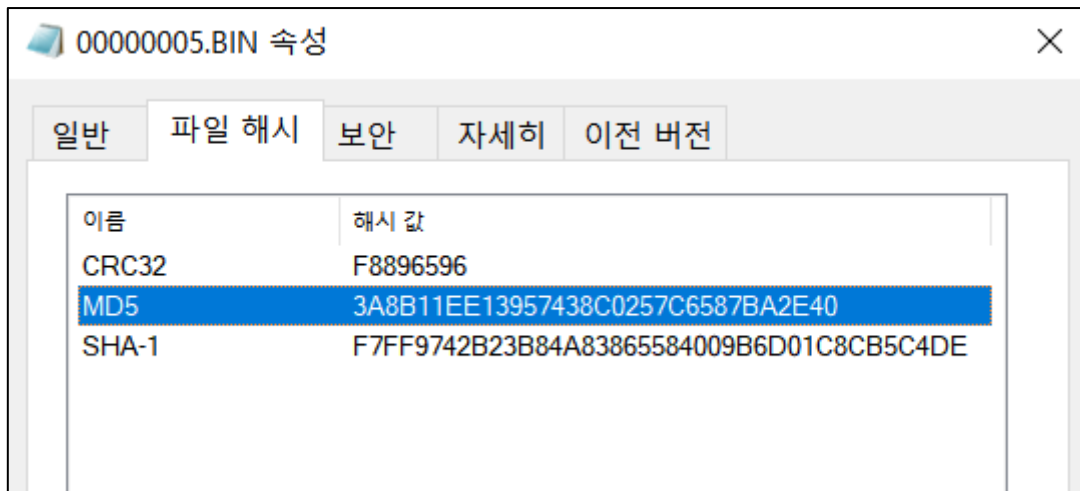 00000005.BIN 속성
일반 파일 해시 보안 자세히 이전 버전
이름 해시 값
CRC32 F8896596
MD5 3A8B11EE13957438C0257C6587BA2E40
SHA-1 F7FF9742B23B84A83865584009B6D01C8CB5C4DE